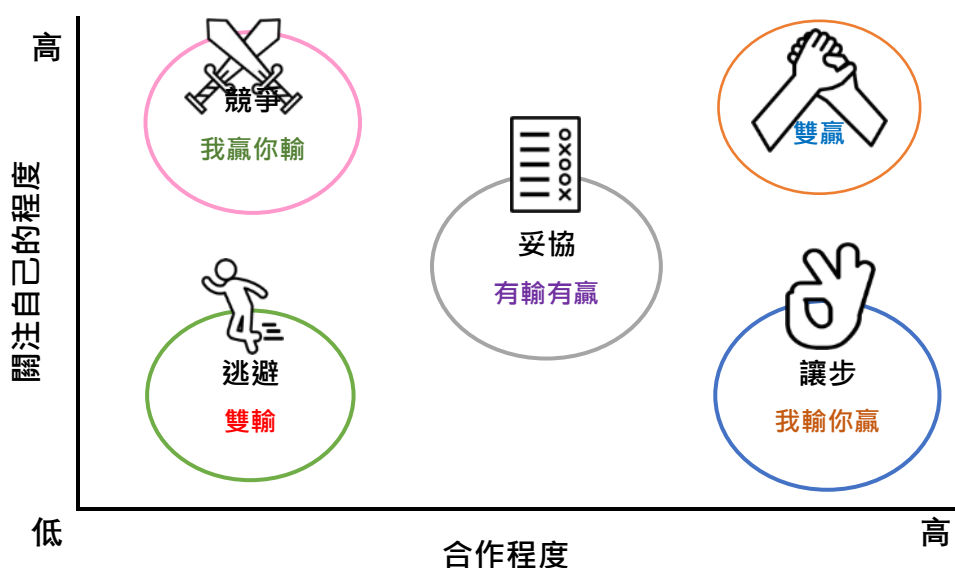 高
競爭
我贏你輸
雙贏
OXOOX
妥協
有輸有贏
關注自己的程度
逃避
雙輸
讓步
我輸你贏
低
高
合作程度